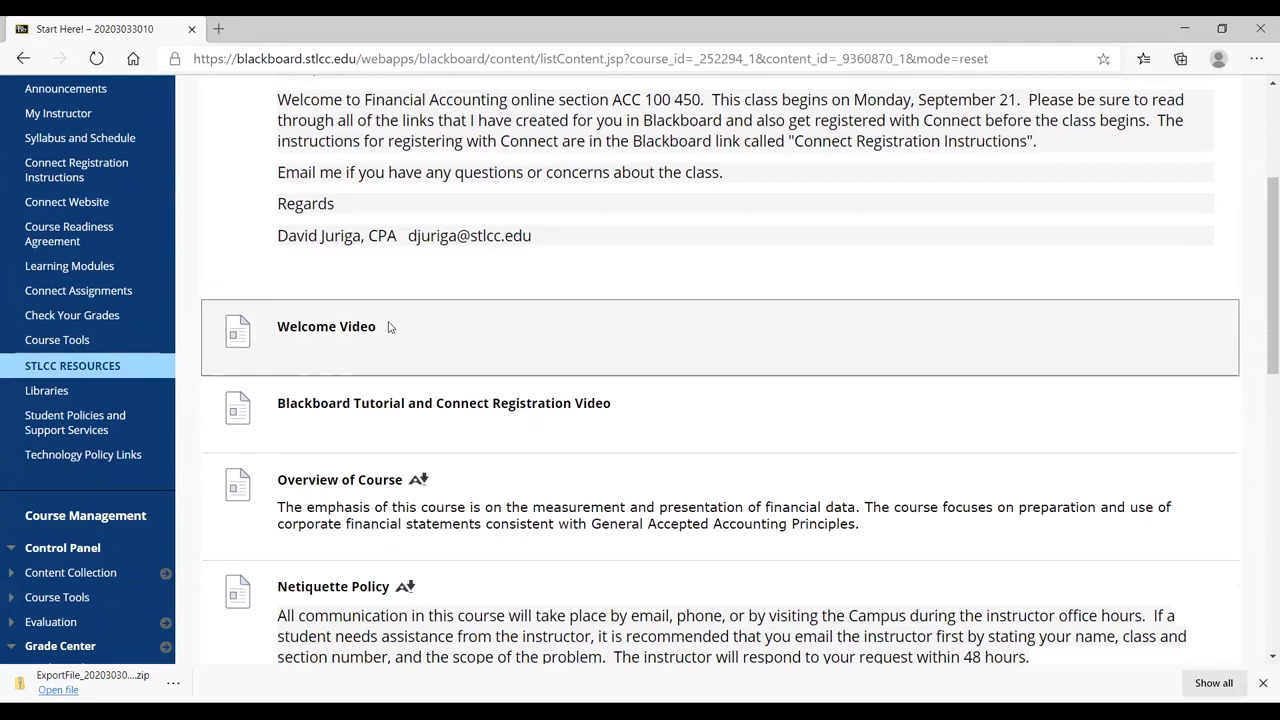 Start Here! – 20203033010
https://blackboard.stlcc.edu/webapps/blackboard/content/listContent.jsp?course_id=_252294_1&content_id=_9360870_1&mode=reset
Announcements
My Instructor
Syllabus and Schedule
Connect Registration
Instructions
Connect Website
Course Readiness
Agreement
Learning Modules
Connect Assignments
Check Your Grades
Course Tools
STLCC RESOURCES
Libraries
Student Policies and
Support Services
Technology Policy Links
Course Management
Control Panel
Content Collection
Course Tools
Evaluation
Grade Center
Welcome to Financial Accounting online section ACC 100 450. This class begins on Monday, September 21. Please be sure to read
through all of the links that I have created for you in Blackboard and also get registered with Connect before the class begins. The
instructions for registering with Connect are in the Blackboard link called "Connect Registration Instructions".
Email me if you have any questions or concerns about the class.
Regards
David Juriga, CPA djuriga@stlcc.edu
Welcome Video
Blackboard Tutorial and Connect Registration Video
Overview of Course
The emphasis of this course is on the measurement and presentation of financial data. The course focuses on preparation and use of
corporate financial statements consistent with General Accepted Accounting Principles.
Netiquette Policy
All communication in this course will take place by email, phone, or by visiting the Campus during the instructor office hours. If a
student needs assistance from the instructor, it is recommended that you email the instructor first by stating your name, class and
section number, and the scope of the problem. The instructor will respond to your request within 48 hours.
ExportFile_20203030....zip
Open file
Show all